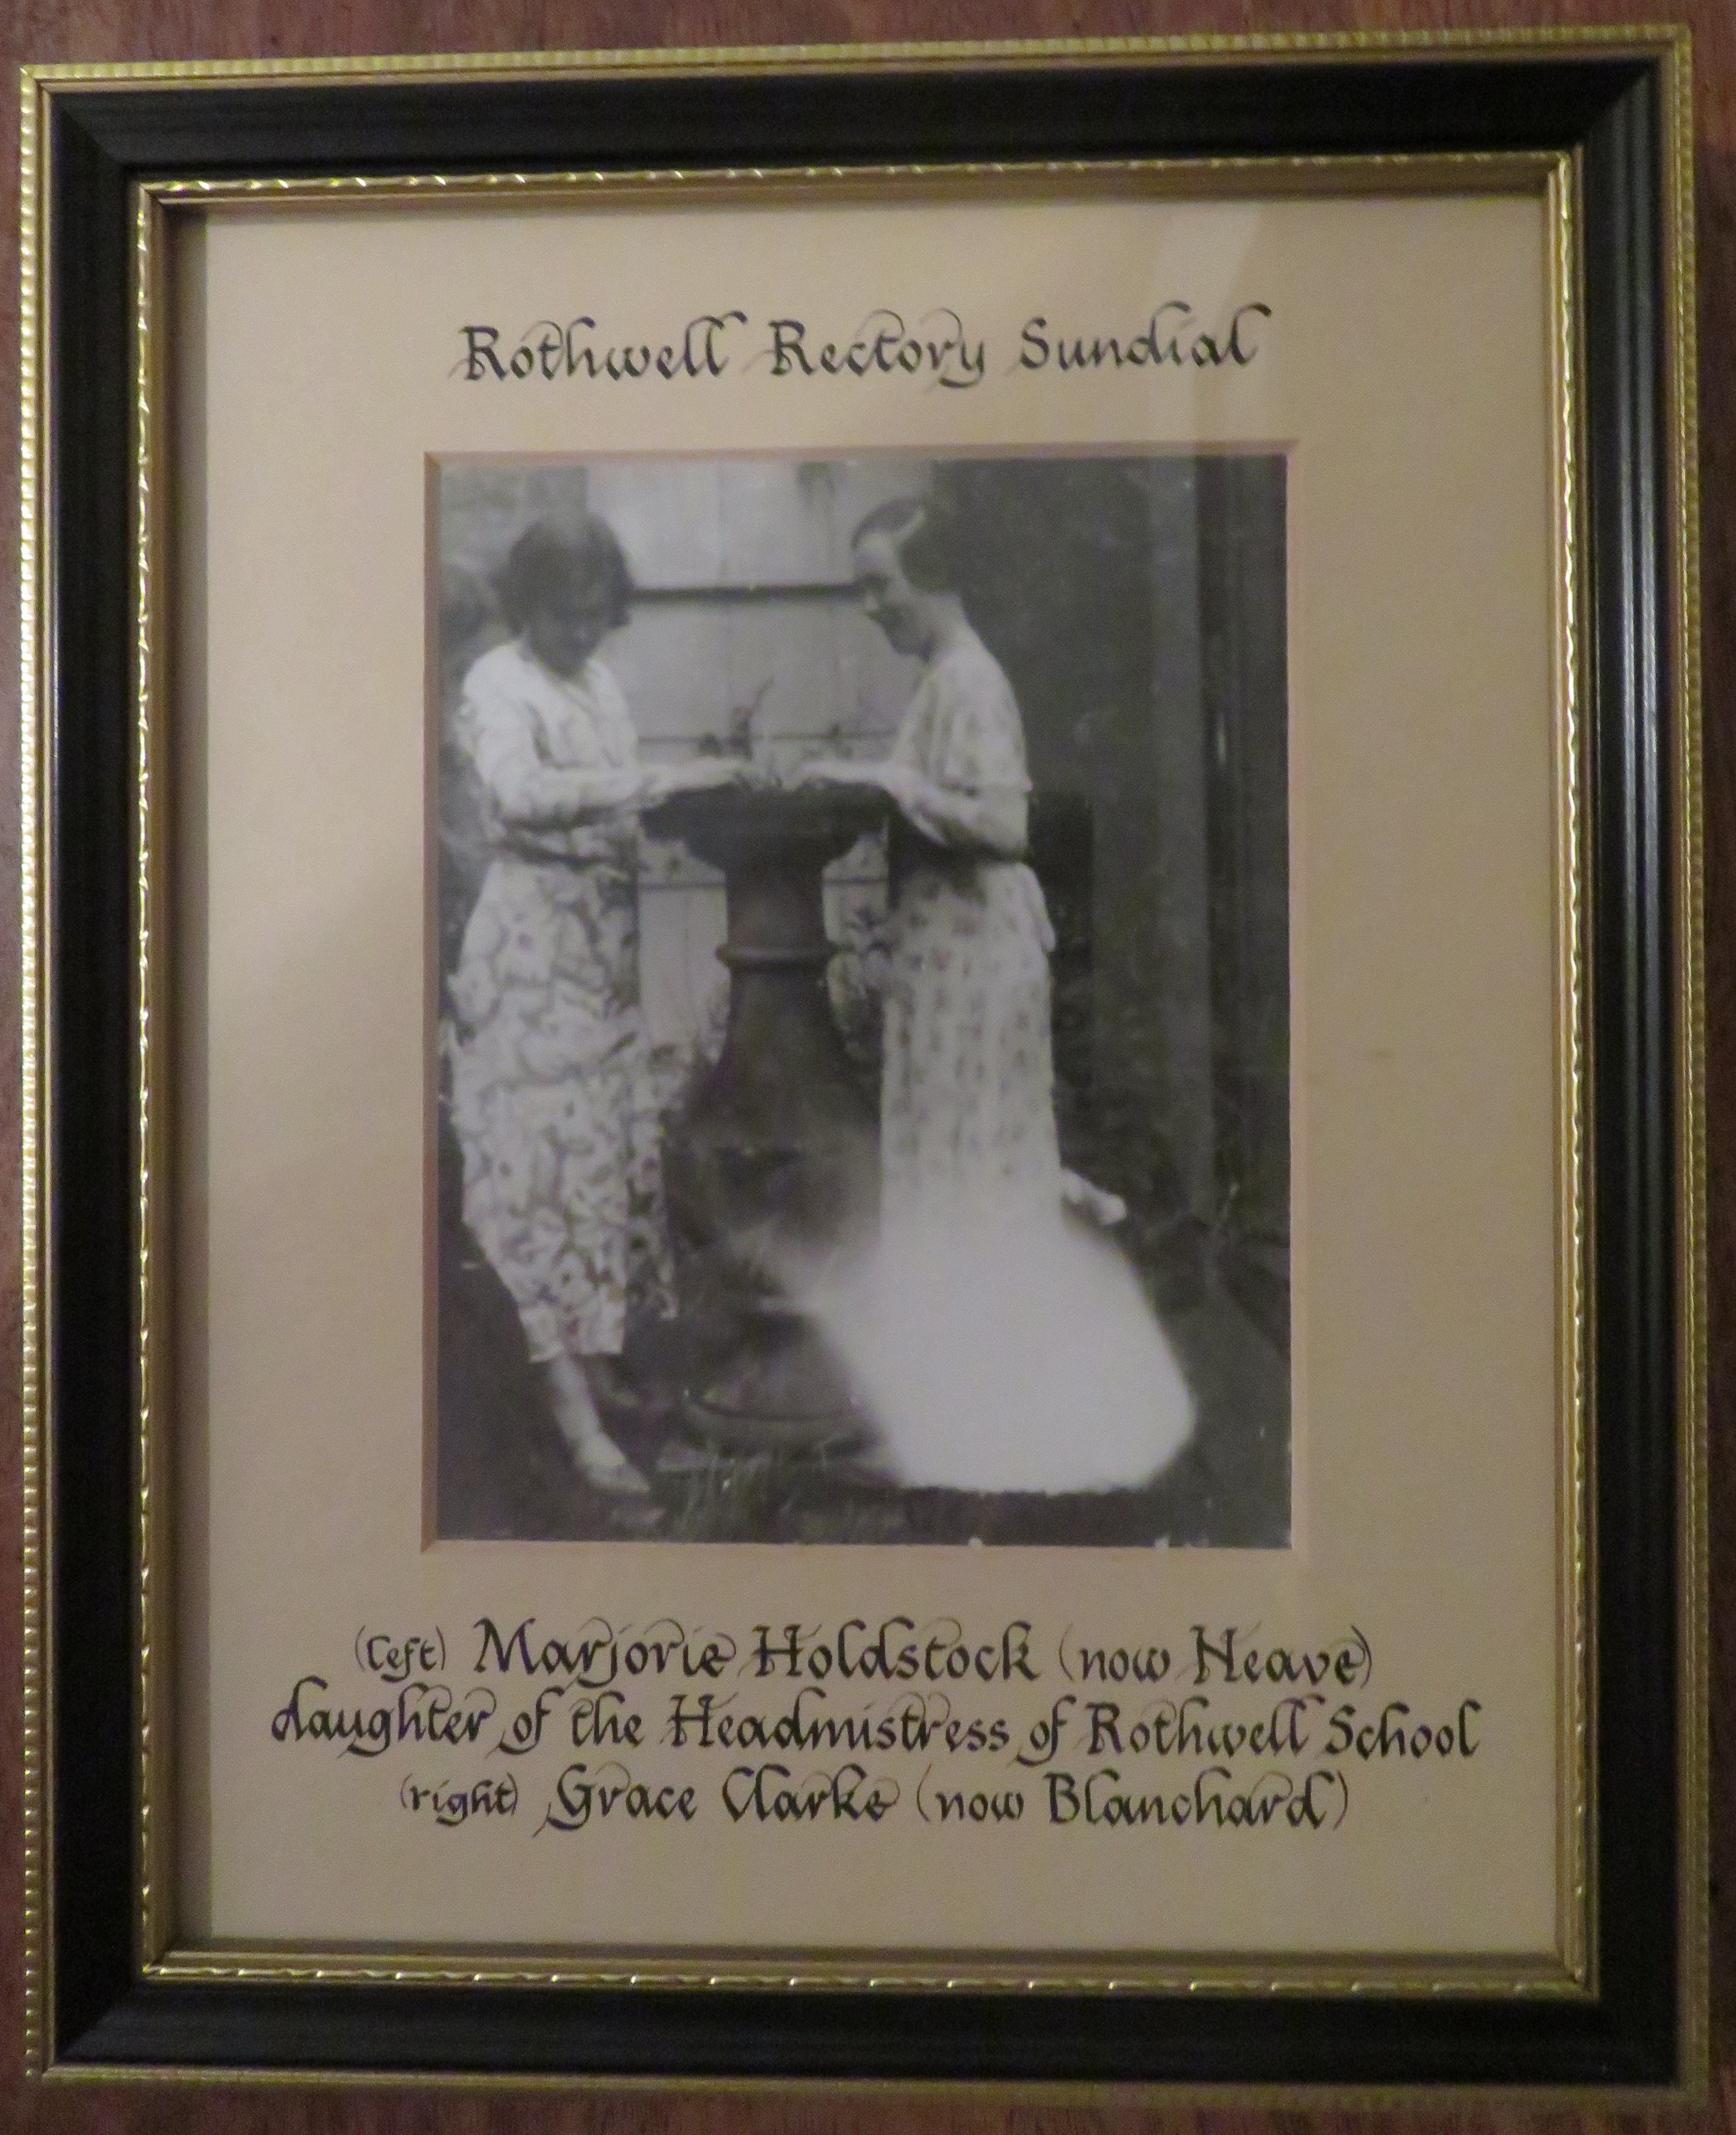 Rothwell Rectory Sundial
(left) Marjorie Holdstock (now Neave)
daughter of the Headmistress of Rothwell School
(right) Grace Clarke (now Blanchard)